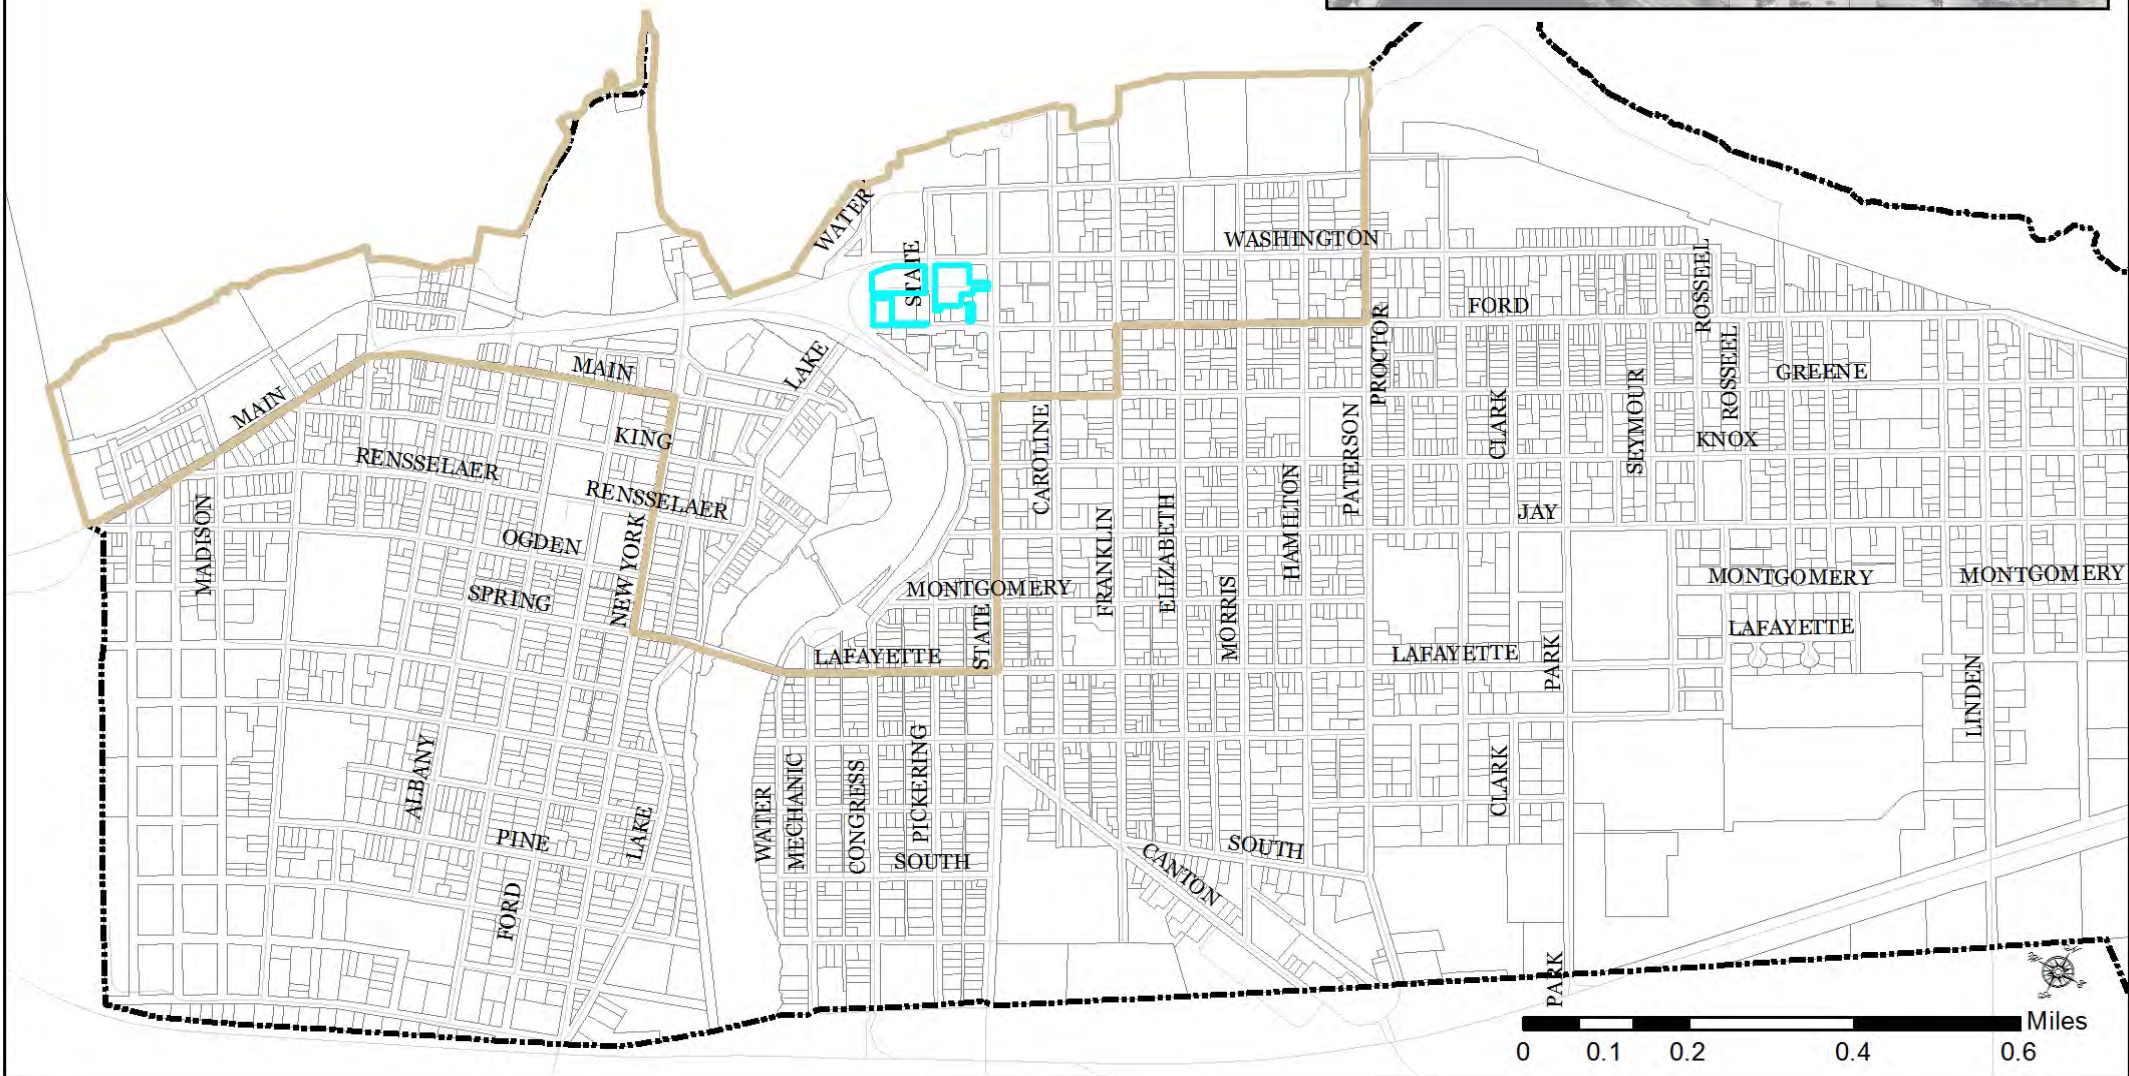 WATER
WASHINGTON
STATE
ROSSEEL
FORD
PROCTOR
LAKE
MAIN
ROSSEEL
GREENE
MAIN
SEYMOUR
CLARK
KING
KNOX
CAROLINE
PATERSON
RENSSELAER
HAMILTON
RENSSELAER
JAY
MADISON
OGDEN
NEW YORK
FRANKLIN
ELIZABETH
MONTGOMERY
MONTGOMERY
MONTGOMERY
SPRING
MORRIS
STATE
LAFAYETTE
LAFAYETTE
LAFAYETTE
PARK
LINDEN
ALBANY
PICKERING
CLARK
WATER
MECHANIC
CONGRESS
LAKE
PINE
SOUTH
SOUTH
CANTON
FORD
PARK
Miles
0 0.1 0.2 0.4 0.6